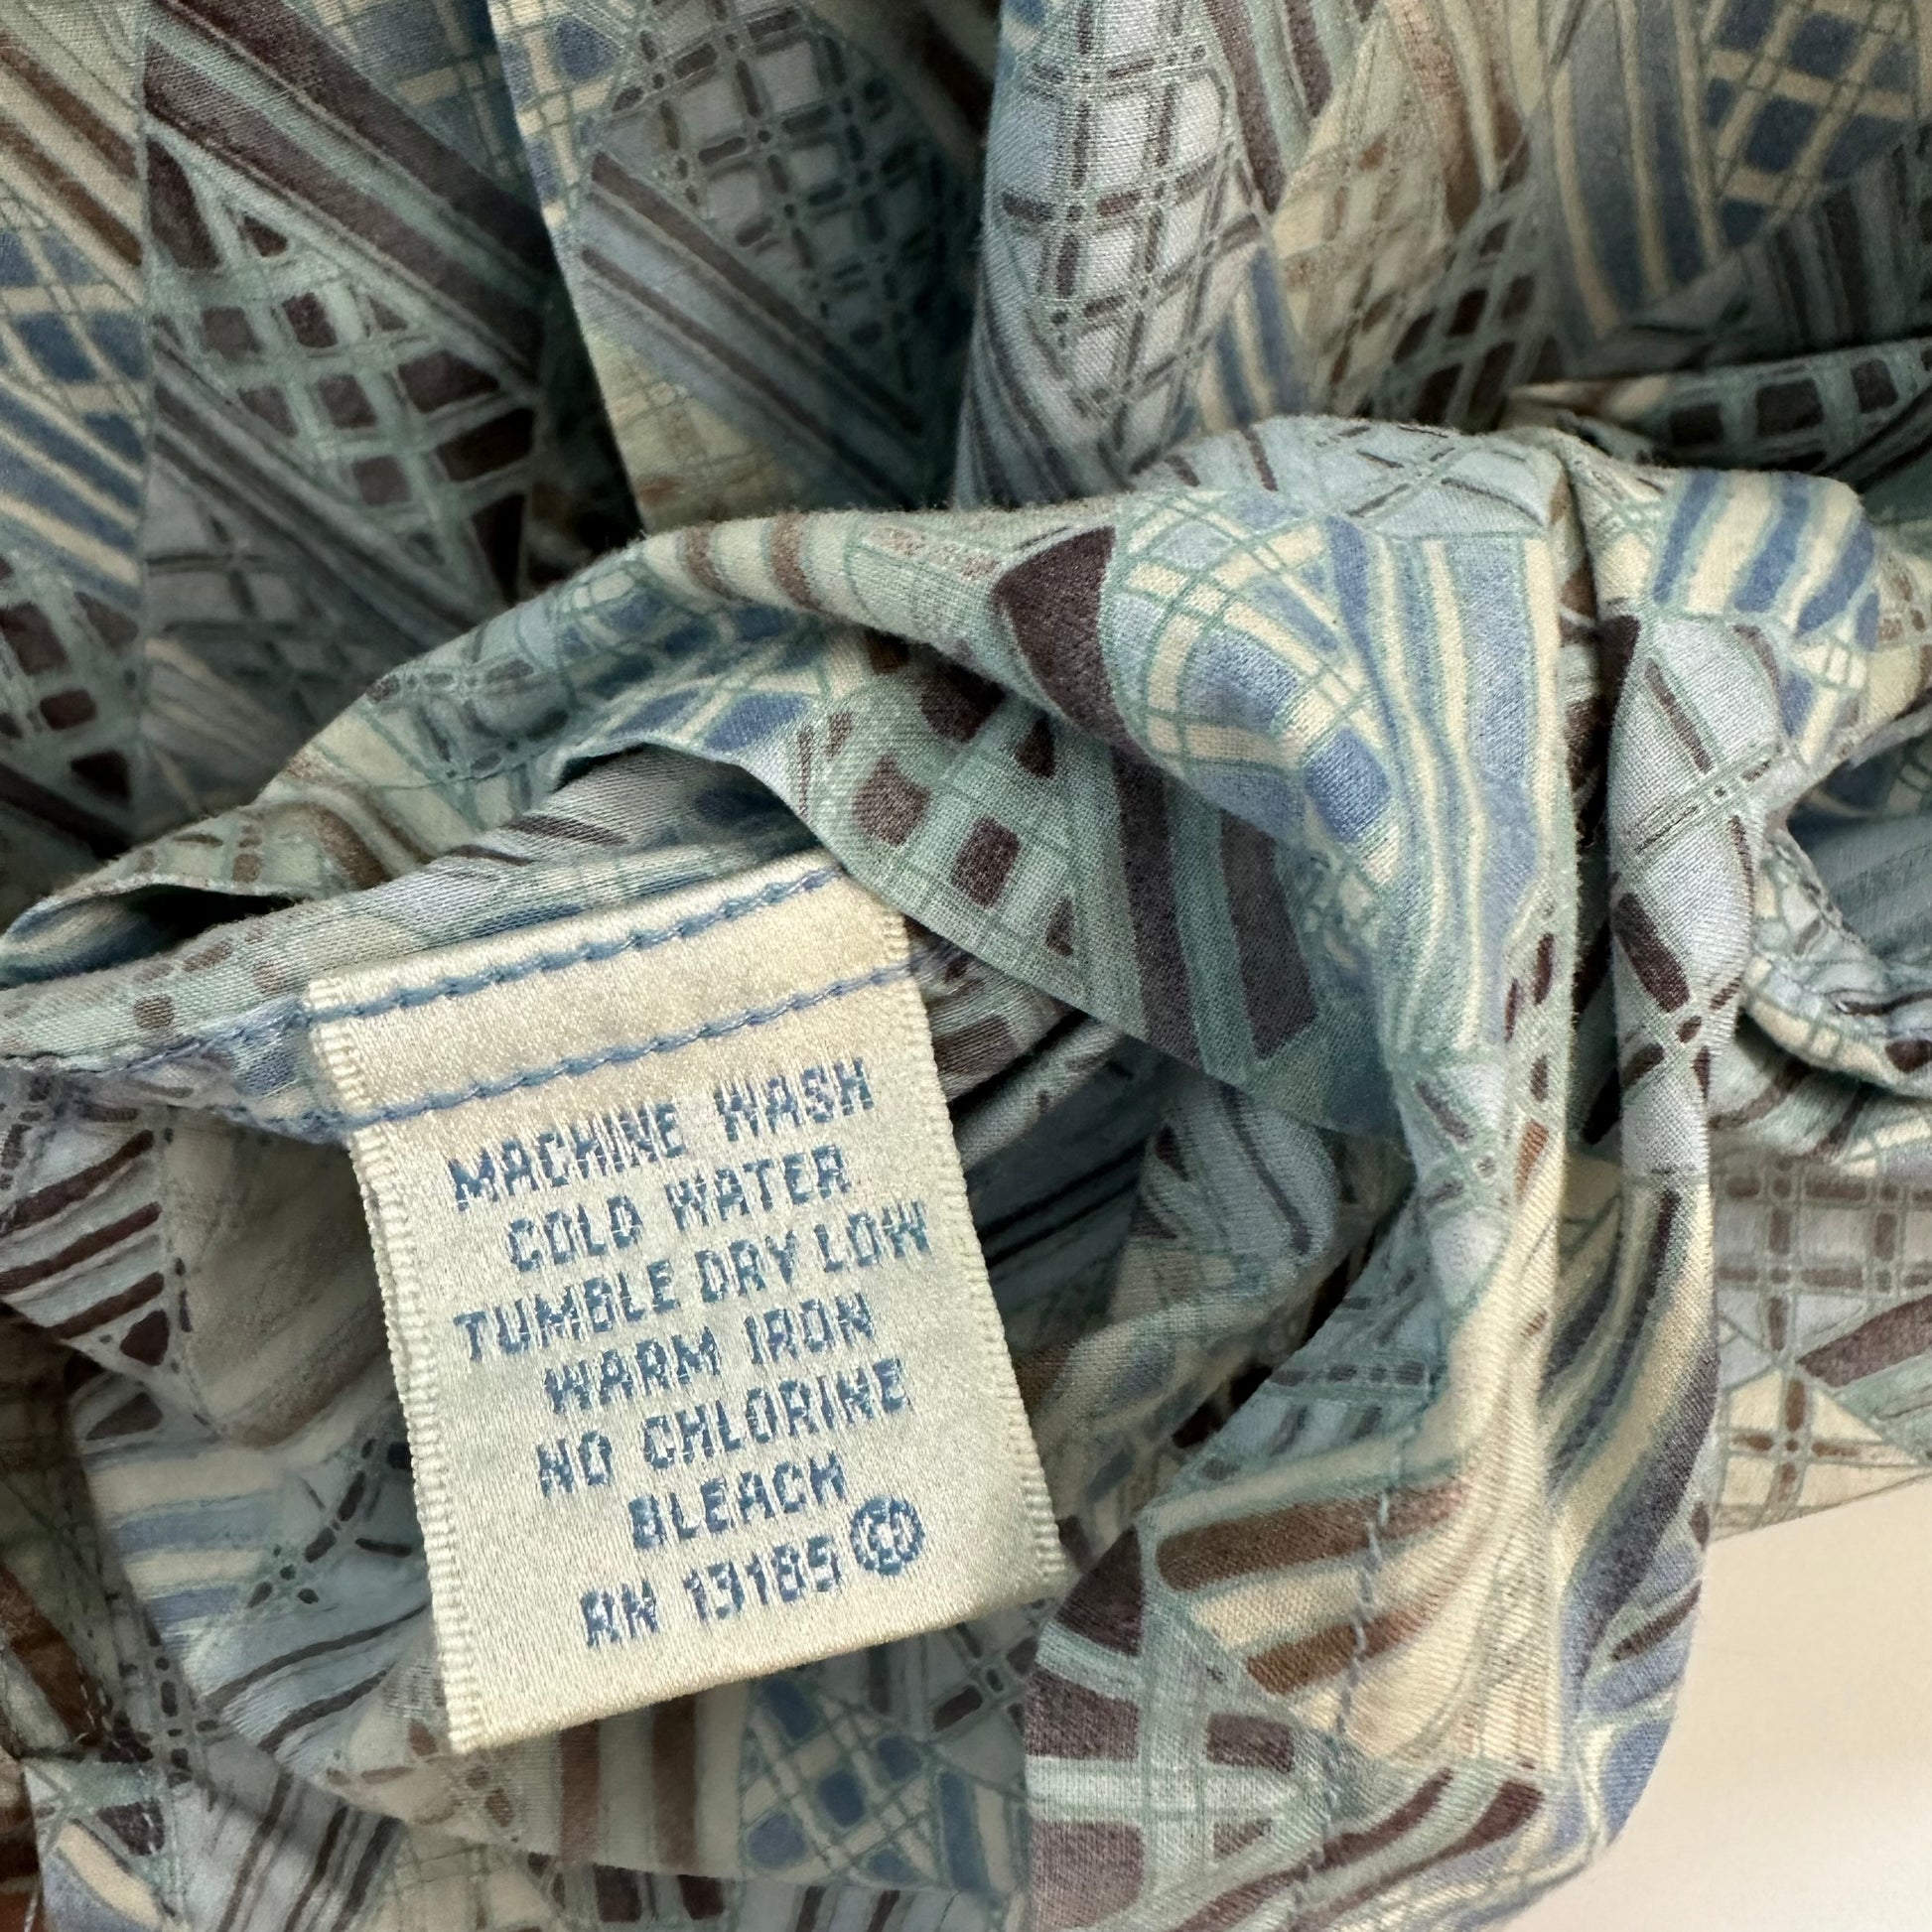 MACHINE WASH
COLD WATER
TUMBLE DRY LOW
WARM IRON
NO CHLORINE
BLEACH
RN 13185